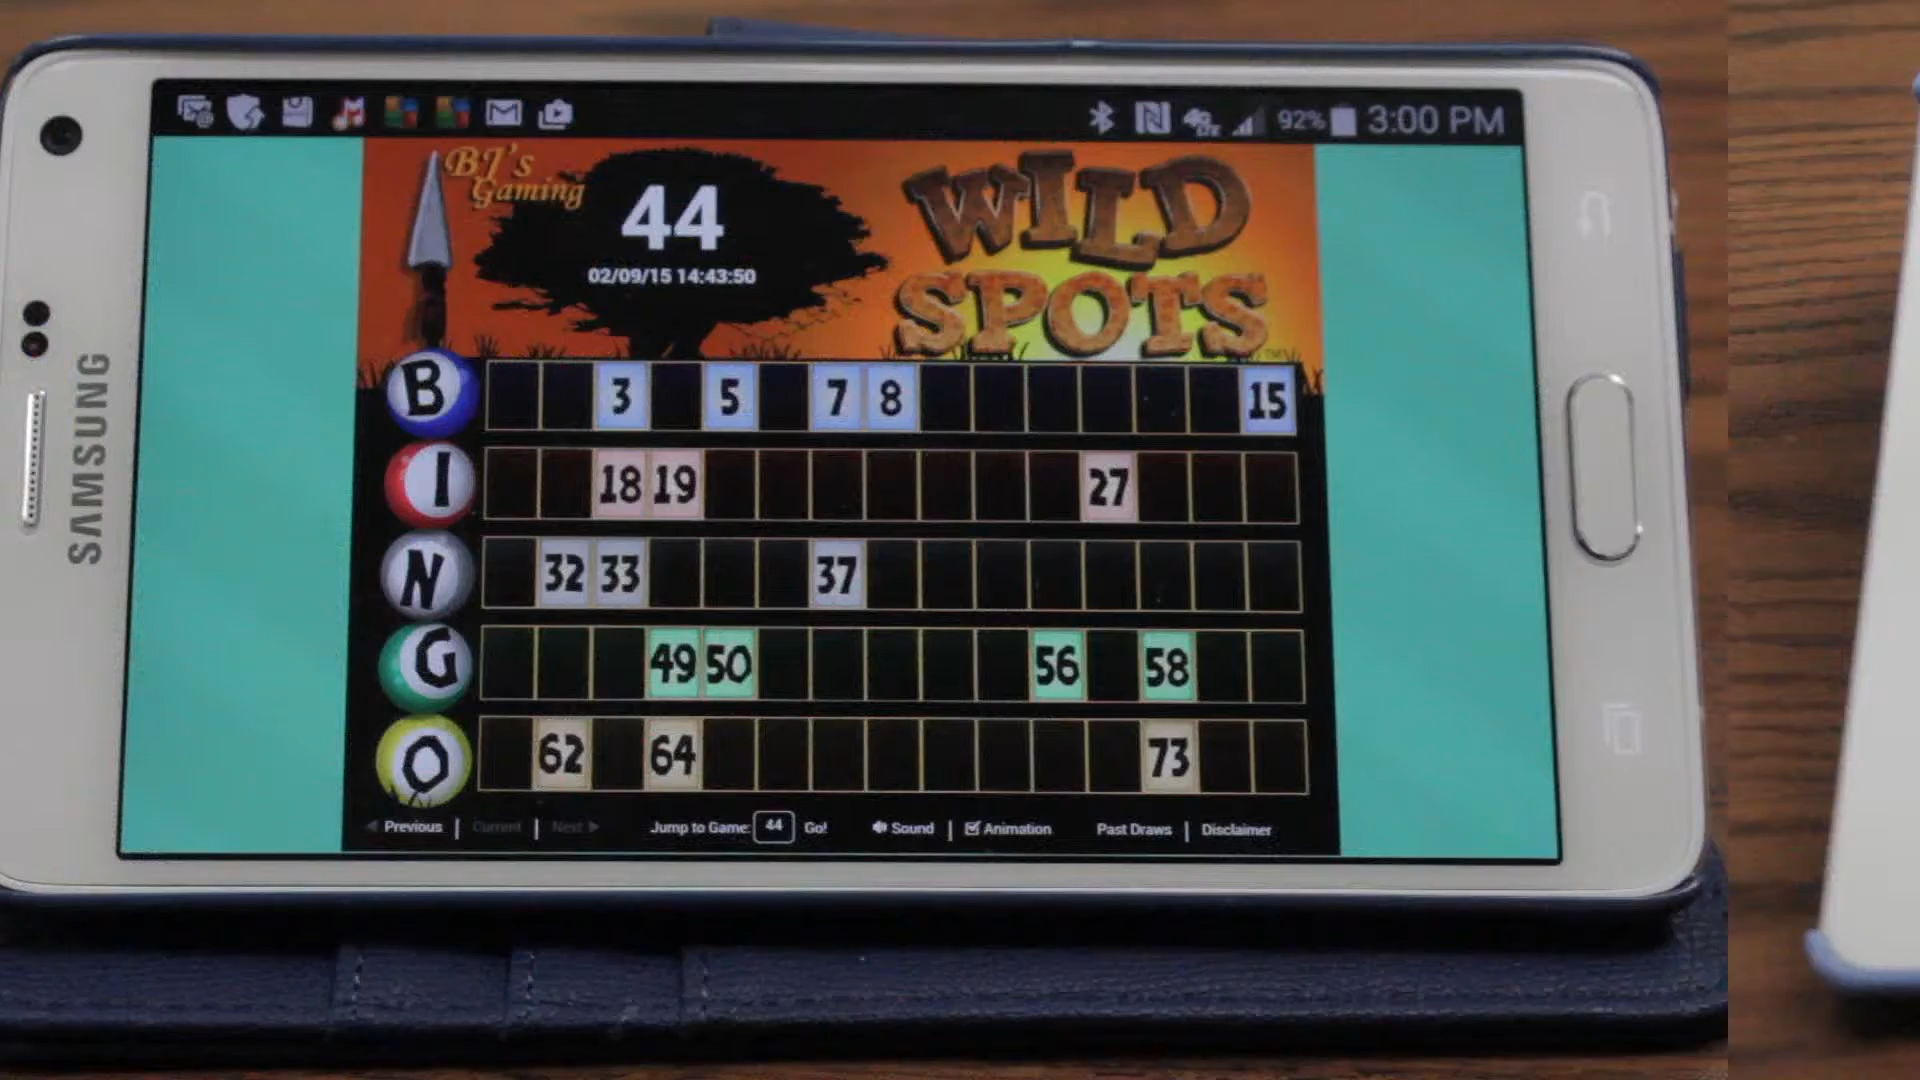 92% 3:00 PM
BJ's
Gaming
44
02/09/15 14:43:50
WILD
SPOTS
™
SAMSUNG
B 3 5 7 8 15
I 18 19 27
N 32 33 37
G 49 50 56 58
O 62 64 73
Previous | Current | Next Jump to Game: 44 Go! Sound | Animation Past Draws | Disclaimer